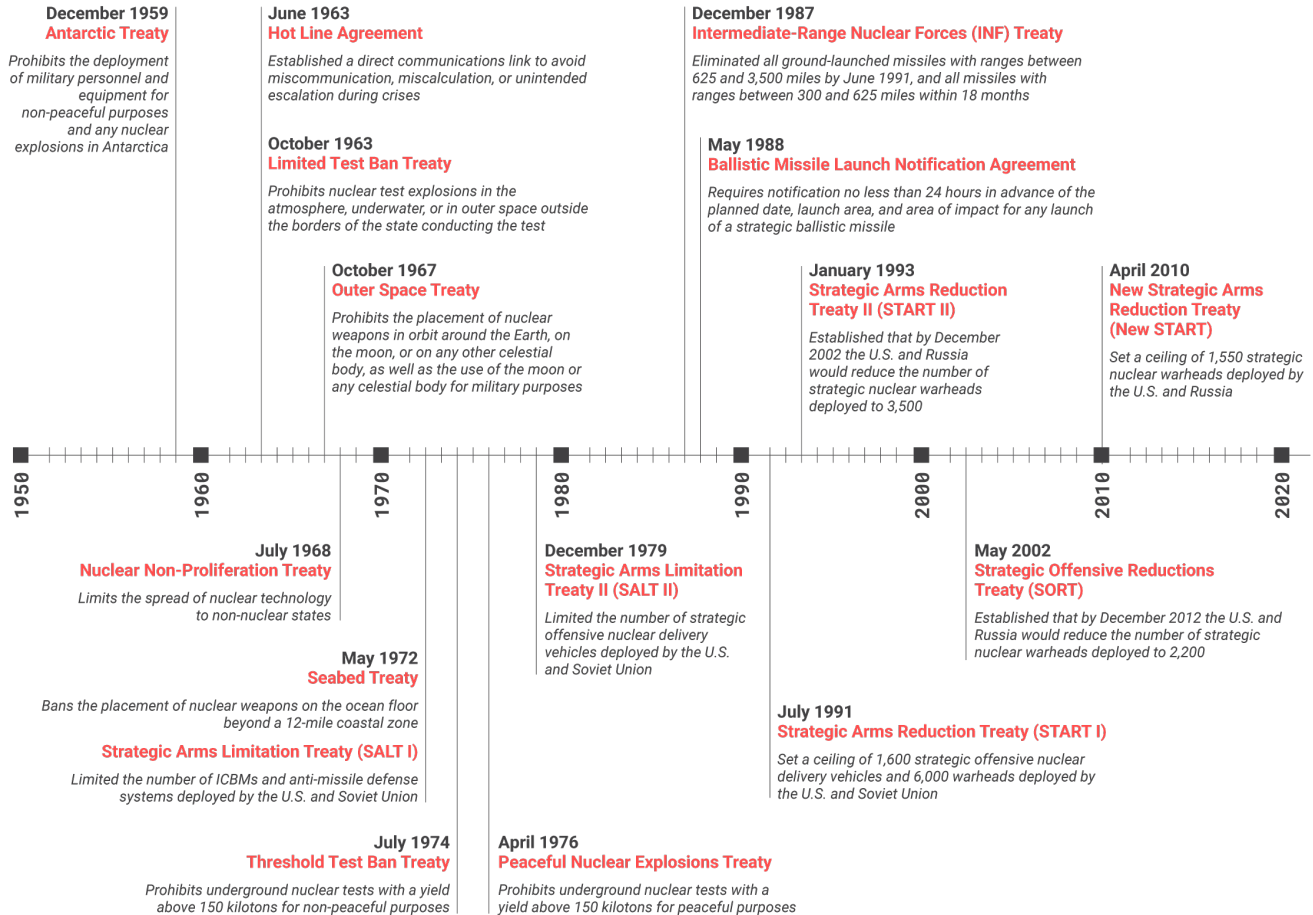 December 1959
Antarctic Treaty
Prohibits the deployment
of military personnel and
equipment for
non-peaceful purposes
and any nuclear
explosions in Antarctica
June 1963
Hot Line Agreement
Established a direct communications link to avoid
miscommunication, miscalculation, or unintended
escalation during crises
October 1963
Limited Test Ban Treaty
Prohibits nuclear test explosions in the
atmosphere, underwater, or in outer space outside
the borders of the state conducting the test
October 1967
Outer Space Treaty
Prohibits the placement of nuclear
weapons in orbit around the Earth, on
the moon, or on any other celestial
body, as well as the use of the moon or
any celestial body for military purposes
December 1987
Intermediate-Range Nuclear Forces (INF) Treaty
Eliminated all ground-launched missiles with ranges between
625 and 3,500 miles by June 1991, and all missiles with
ranges between 300 and 625 miles within 18 months
May 1988
Ballistic Missile Launch Notification Agreement
Requires notification no less than 24 hours in advance of the
planned date, launch area, and area of impact for any launch
of a strategic ballistic missile
January 1993
Strategic Arms Reduction
Treaty II (START II)
Established that by December
2002 the U.S. and Russia
would reduce the number of
strategic nuclear warheads
deployed to 3,500
April 2010
New Strategic Arms
Reduction Treaty
(New START)
Set a ceiling of 1,550 strategic
nuclear warheads deployed by
the U.S. and Russia
1950
1960
1970
1980
1990
2000
2010
2020
July 1968
Nuclear Non-Proliferation Treaty
Limits the spread of nuclear technology
to non-nuclear states
May 1972
Seabed Treaty
Bans the placement of nuclear weapons on the ocean floor
beyond a 12-mile coastal zone
Strategic Arms Limitation Treaty (SALT I)
Limited the number of ICBMs and anti-missile defense
systems deployed by the U.S. and Soviet Union
July 1974
Threshold Test Ban Treaty
Prohibits underground nuclear tests with a yield
above 150 kilotons for non-peaceful purposes
April 1976
Peaceful Nuclear Explosions Treaty
Prohibits underground nuclear tests with a
yield above 150 kilotons for peaceful purposes
December 1979
Strategic Arms Limitation
Treaty II (SALT II)
Limited the number of strategic
offensive nuclear delivery
vehicles deployed by the U.S.
and Soviet Union
July 1991
Strategic Arms Reduction Treaty (START I)
Set a ceiling of 1,600 strategic offensive nuclear
delivery vehicles and 6,000 warheads deployed by
the U.S. and Soviet Union
May 2002
Strategic Offensive Reductions
Treaty (SORT)
Established that by December 2012 the U.S. and
Russia would reduce the number of strategic
nuclear warheads deployed to 2,200